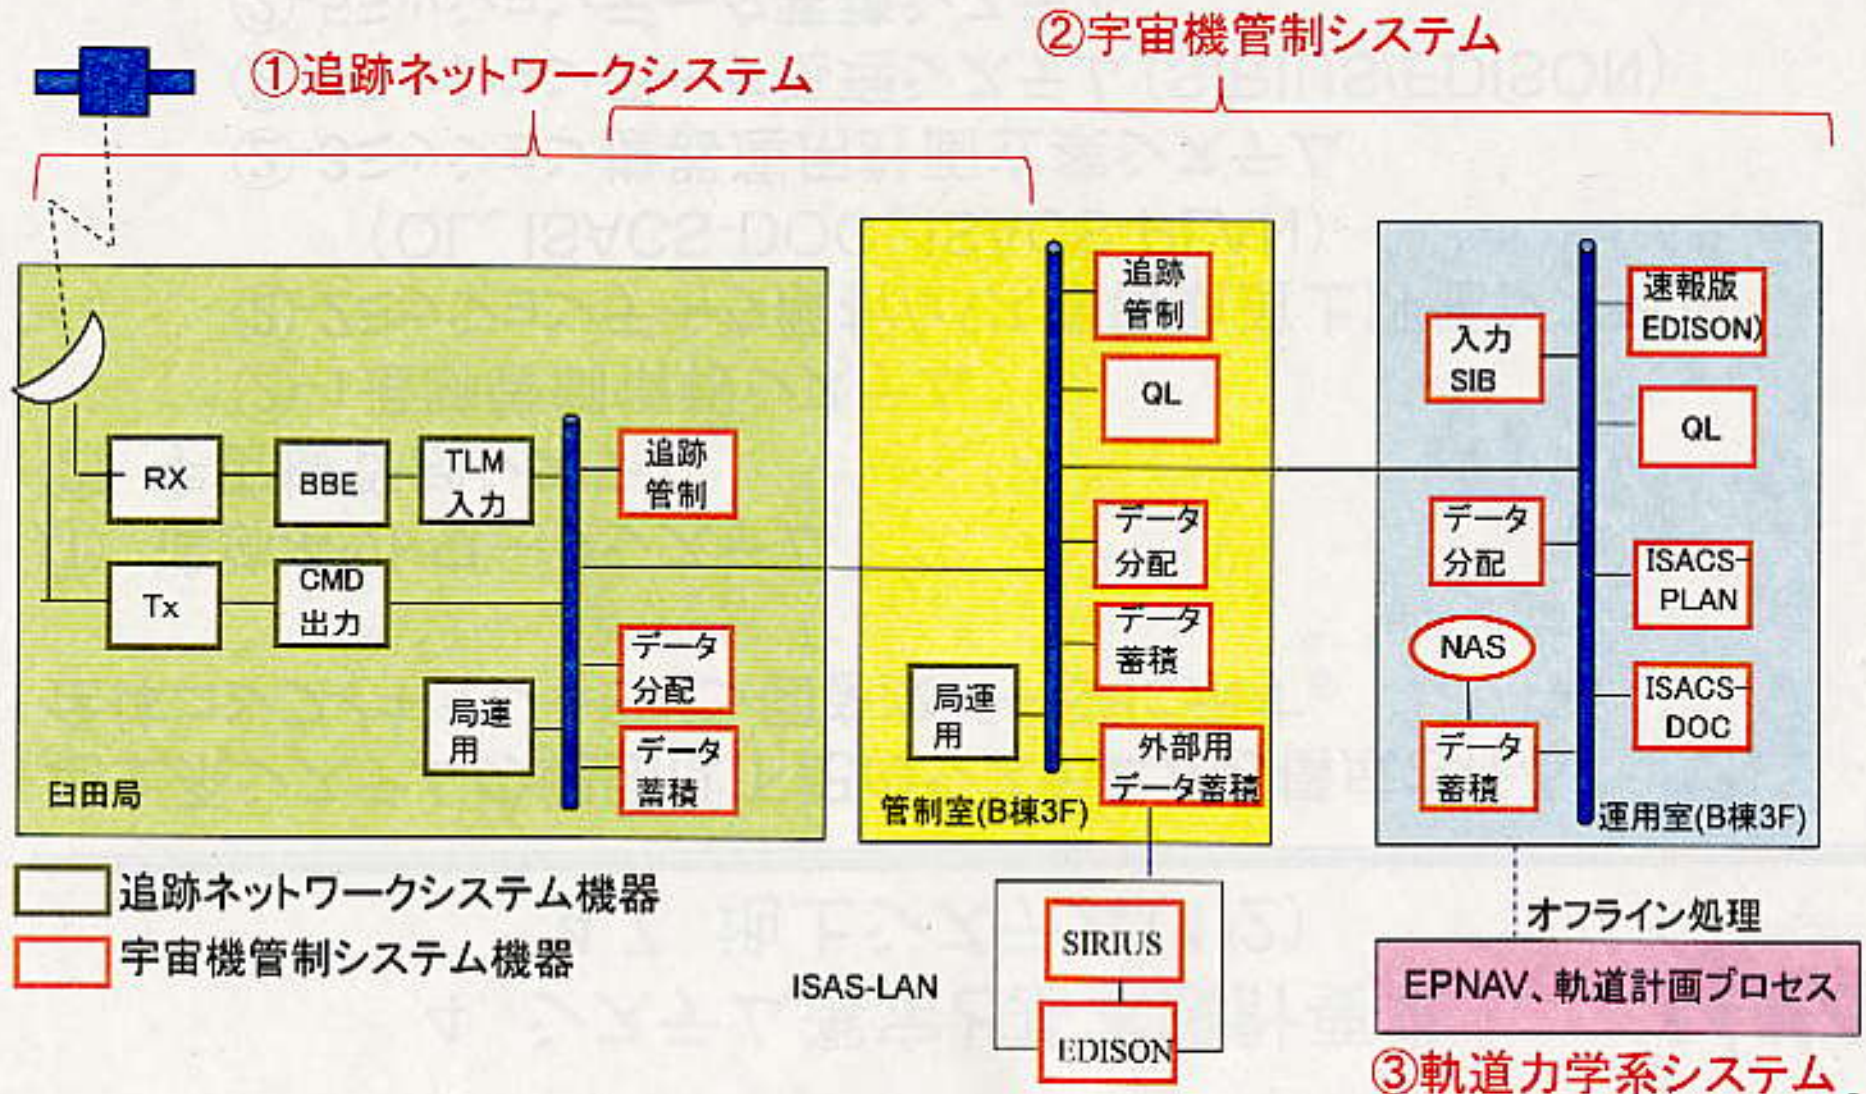 ①追跡ネットワークシステム
②宇宙機管制システム
RX
BBE
TLM
入力
追跡
管制
Tx
CMD
出力
データ
分配
局運
用
データ
蓄積
臼田局
追跡
管制
QL
データ
分配
データ
蓄積
局運
用
外部用
データ蓄積
管制室(B棟3F)
速報版
EDISON)
入力
SIB
QL
データ
分配
ISACS-
PLAN
NAS
ISACS-
DOC
データ
蓄積
運用室(B棟3F)
追跡ネットワークシステム機器
宇宙機管制システム機器
ISAS-LAN
SIRIUS
EDISON
オフライン処理
EPNAV、軌道計画プロセス
③軌道力学系システム